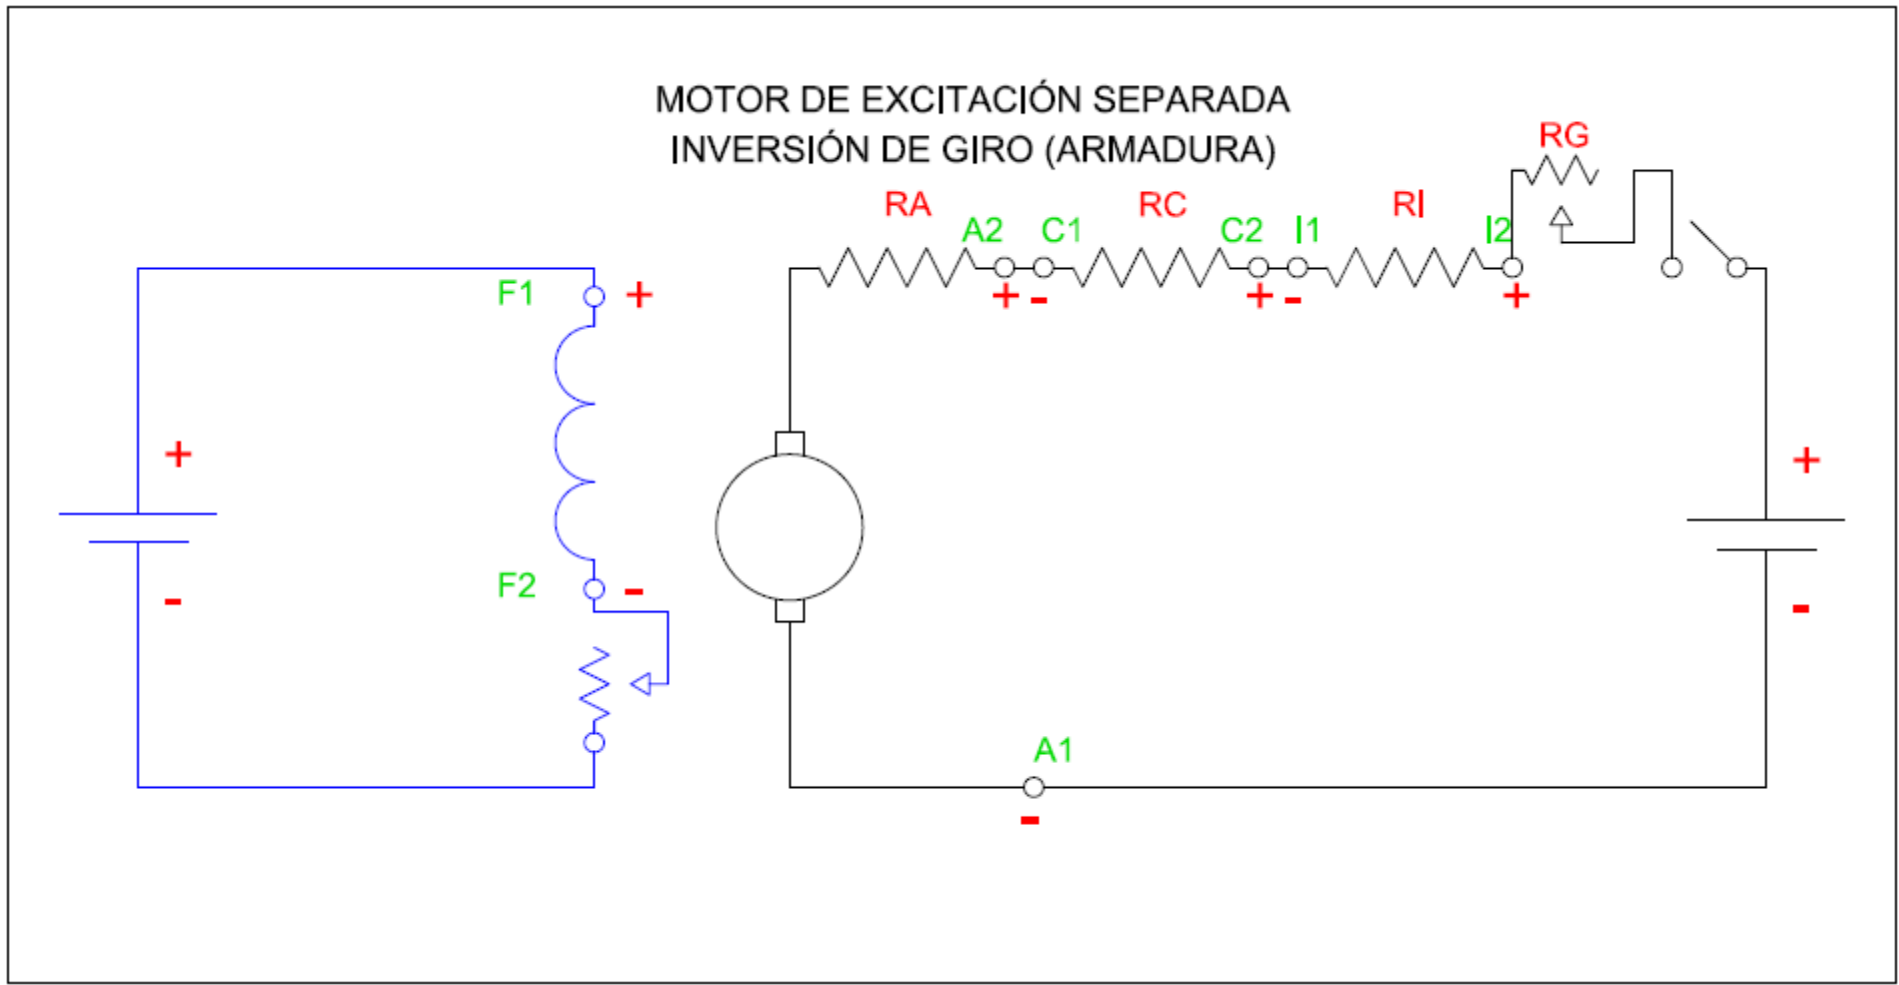 MOTOR DE EXCITACIÓN SEPARADA
INVERSIÓN DE GIRO (ARMADURA)
RG
RA
RC
RI
A2
C1
C2
I1
I2
+ - + - +
F1 +
+
-
F2 -
+
-
A1
-